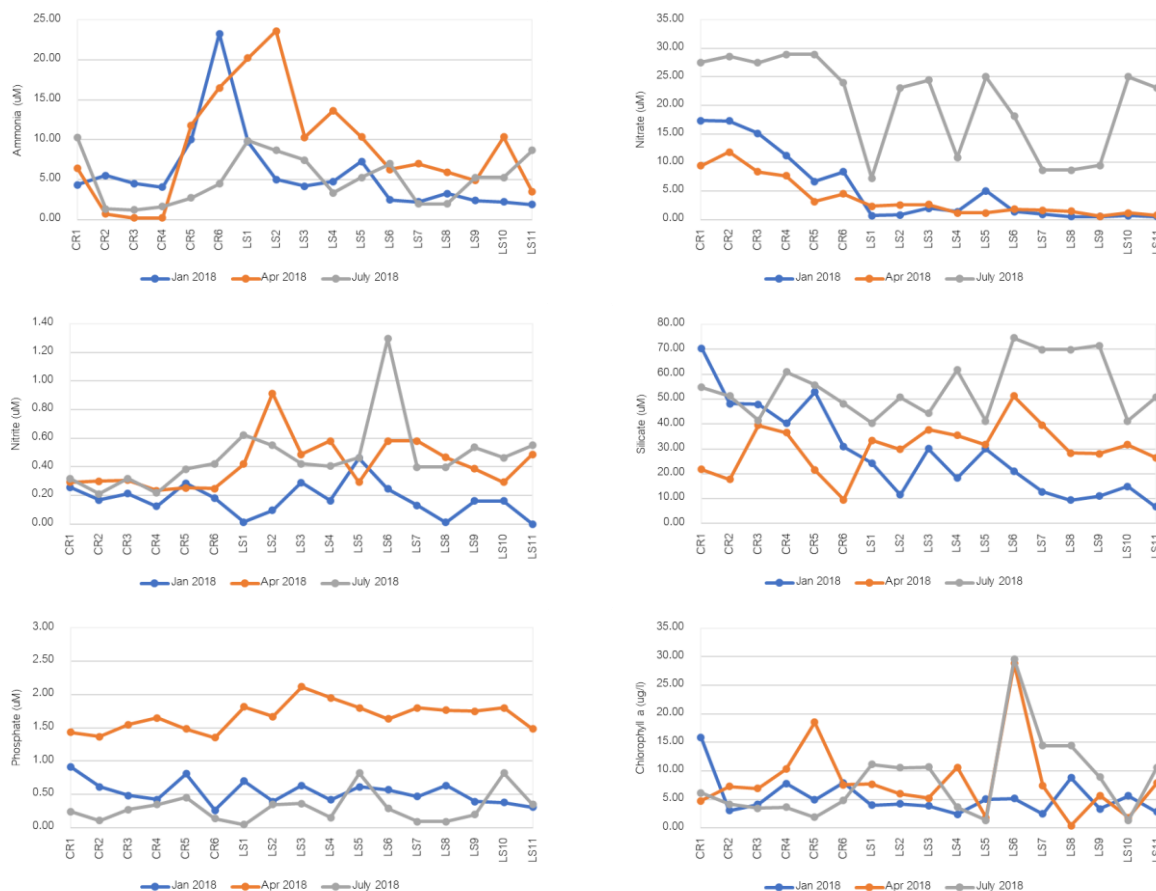 25.00
20.00
15.00
10.00
5.00
0.00
Ammonia (uM)
CR1 CR2 CR3 CR4 CR5 CR6 LS1 LS2 LS3 LS4 LS5 LS6 LS7 LS8 LS9 LS10 LS11
Jan 2018 Apr 2018 July 2018
35.00
30.00
25.00
20.00
15.00
10.00
5.00
0.00
Nitrate (uM)
CR1 CR2 CR3 CR4 CR5 CR6 LS1 LS2 LS3 LS4 LS5 LS6 LS7 LS8 LS9 LS10 LS11
Jan 2018 Apr 2018 July 2018
1.40
1.20
1.00
0.80
0.60
0.40
0.20
0.00
Nitrite (uM)
CR1 CR2 CR3 CR4 CR5 CR6 LS1 LS2 LS3 LS4 LS5 LS6 LS7 LS8 LS9 LS10 LS11
Jan 2018 Apr 2018 July 2018
80.00
70.00
60.00
50.00
40.00
30.00
20.00
10.00
0.00
Silicate (uM)
CR1 CR2 CR3 CR4 CR5 CR6 LS1 LS2 LS3 LS4 LS5 LS6 LS7 LS8 LS9 LS10 LS11
Jan 2018 Apr 2018 July 2018
3.00
2.50
2.00
1.50
1.00
0.50
0.00
Phosphate (uM)
CR1 CR2 CR3 CR4 CR5 CR6 LS1 LS2 LS3 LS4 LS5 LS6 LS7 LS8 LS9 LS10 LS11
Jan 2018 Apr 2018 July 2018
35.00
30.00
25.00
20.00
15.00
10.00
5.00
0.00
Chlorophyll a (ug/l)
CR1 CR2 CR3 CR4 CR5 CR6 LS1 LS2 LS3 LS4 LS5 LS6 LS7 LS8 LS9 LS10 LS11
Jan 2018 Apr 2018 July 2018